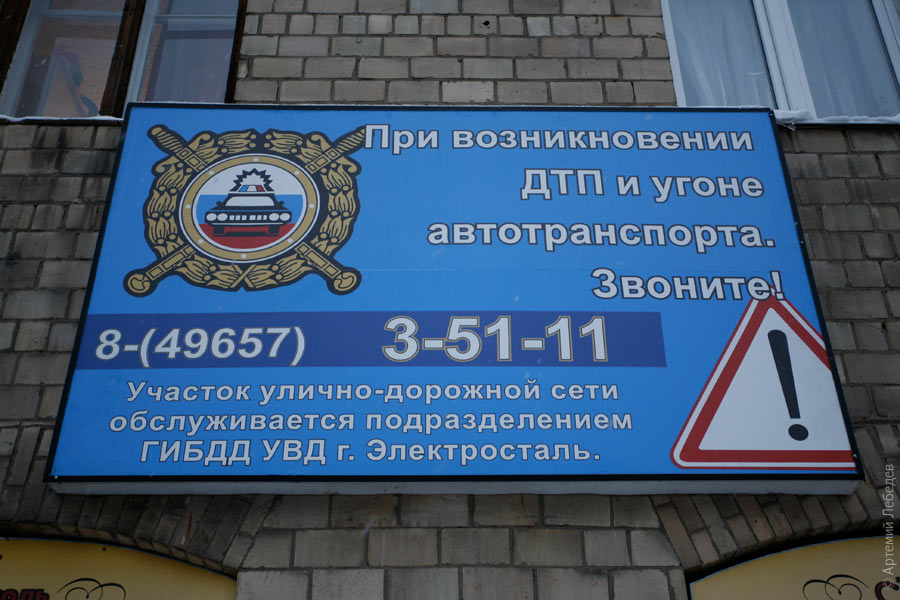 При возникновении
ДТП и угоне
автотранспорта.
Звоните!
8-(49657) 3-51-11
Участок улично-дорожной сети
обслуживается подразделением
ГИБДД УВД г. Электросталь.
© Артемий Лебедев